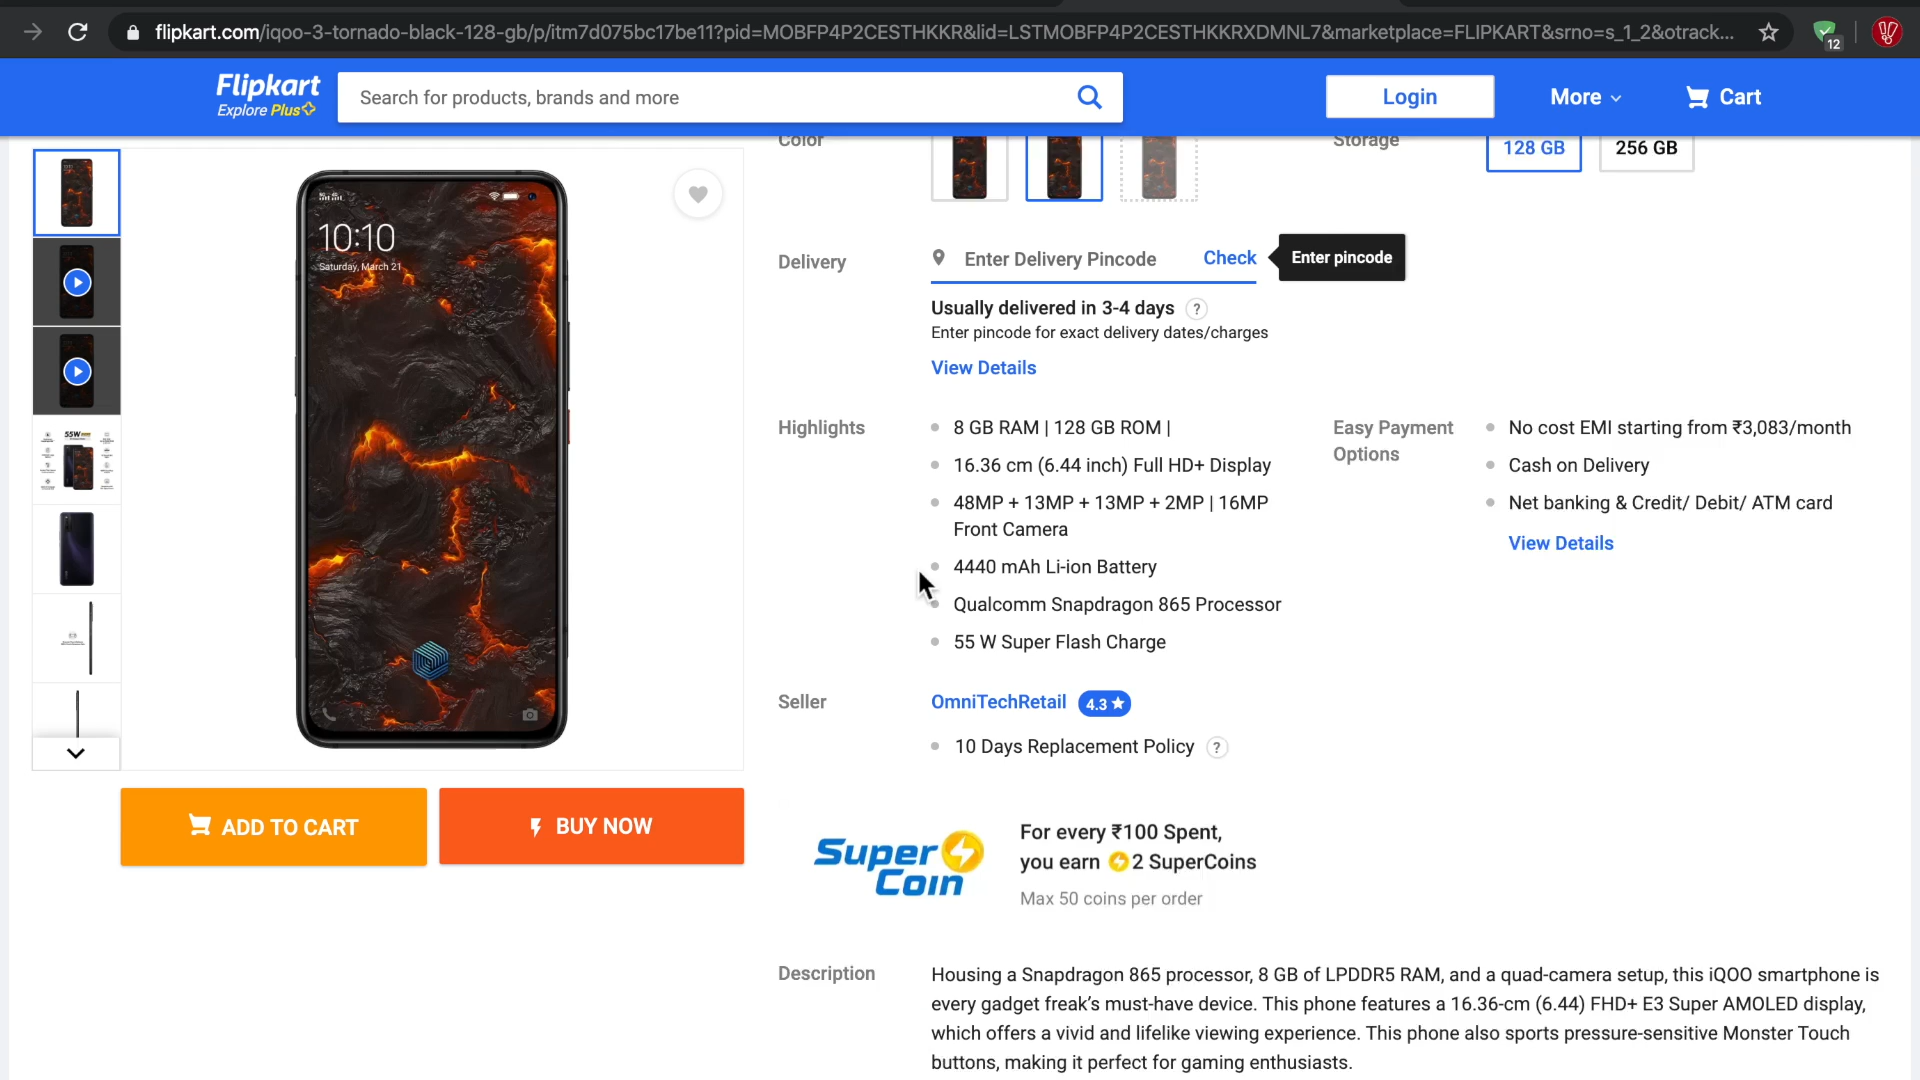 flipkart.com/iqoo-3-tornado-black-128-gb/p/itm7d075bc17be11?pid=MOBFP4P2CESTHKKR&lid=LSTMOBFP4P2CESTHKKRXDMNL7&marketplace=FLIPKART&srno=s_1_2&otrack...
12
Flipkart
Explore Plus
Search for products, brands and more
Login
More
Cart
Color
Storage
128 GB
256 GB
10:10
Saturday, March 21
Delivery
Enter Delivery Pincode
Check
Enter pincode
Usually delivered in 3-4 days ?
Enter pincode for exact delivery dates/charges
View Details
Highlights
8 GB RAM | 128 GB ROM |
16.36 cm (6.44 inch) Full HD+ Display
48MP + 13MP + 13MP + 2MP | 16MP
Front Camera
4440 mAh Li-ion Battery
Qualcomm Snapdragon 865 Processor
55 W Super Flash Charge
Easy Payment
Options
No cost EMI starting from ₹3,083/month
Cash on Delivery
Net banking & Credit/ Debit/ ATM card
View Details
55W
Seller
OmniTechRetail 4.3★
10 Days Replacement Policy ?
ADD TO CART
BUY NOW
Super
Coin
For every ₹100 Spent,
you earn 2 SuperCoins
Max 50 coins per order
Description
Housing a Snapdragon 865 processor, 8 GB of LPDDR5 RAM, and a quad-camera setup, this iQOO smartphone is
every gadget freak’s must-have device. This phone features a 16.36-cm (6.44) FHD+ E3 Super AMOLED display,
which offers a vivid and lifelike viewing experience. This phone also sports pressure-sensitive Monster Touch
buttons, making it perfect for gaming enthusiasts.